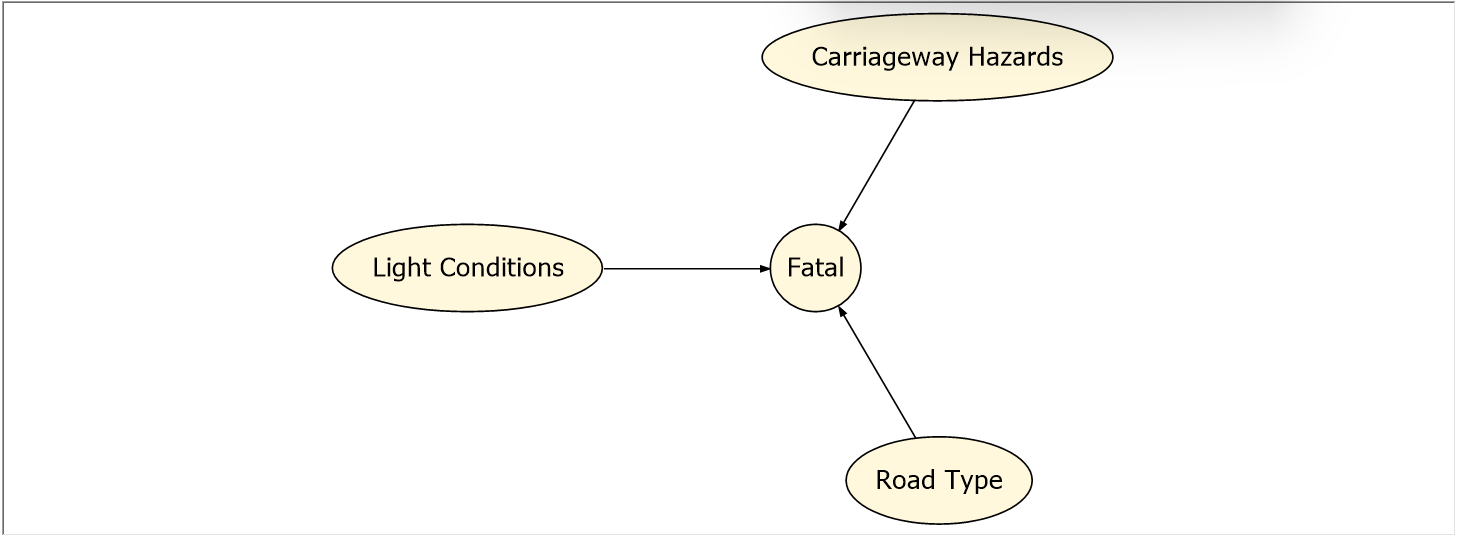 Carriageway Hazards
Light Conditions
Fatal
Road Type